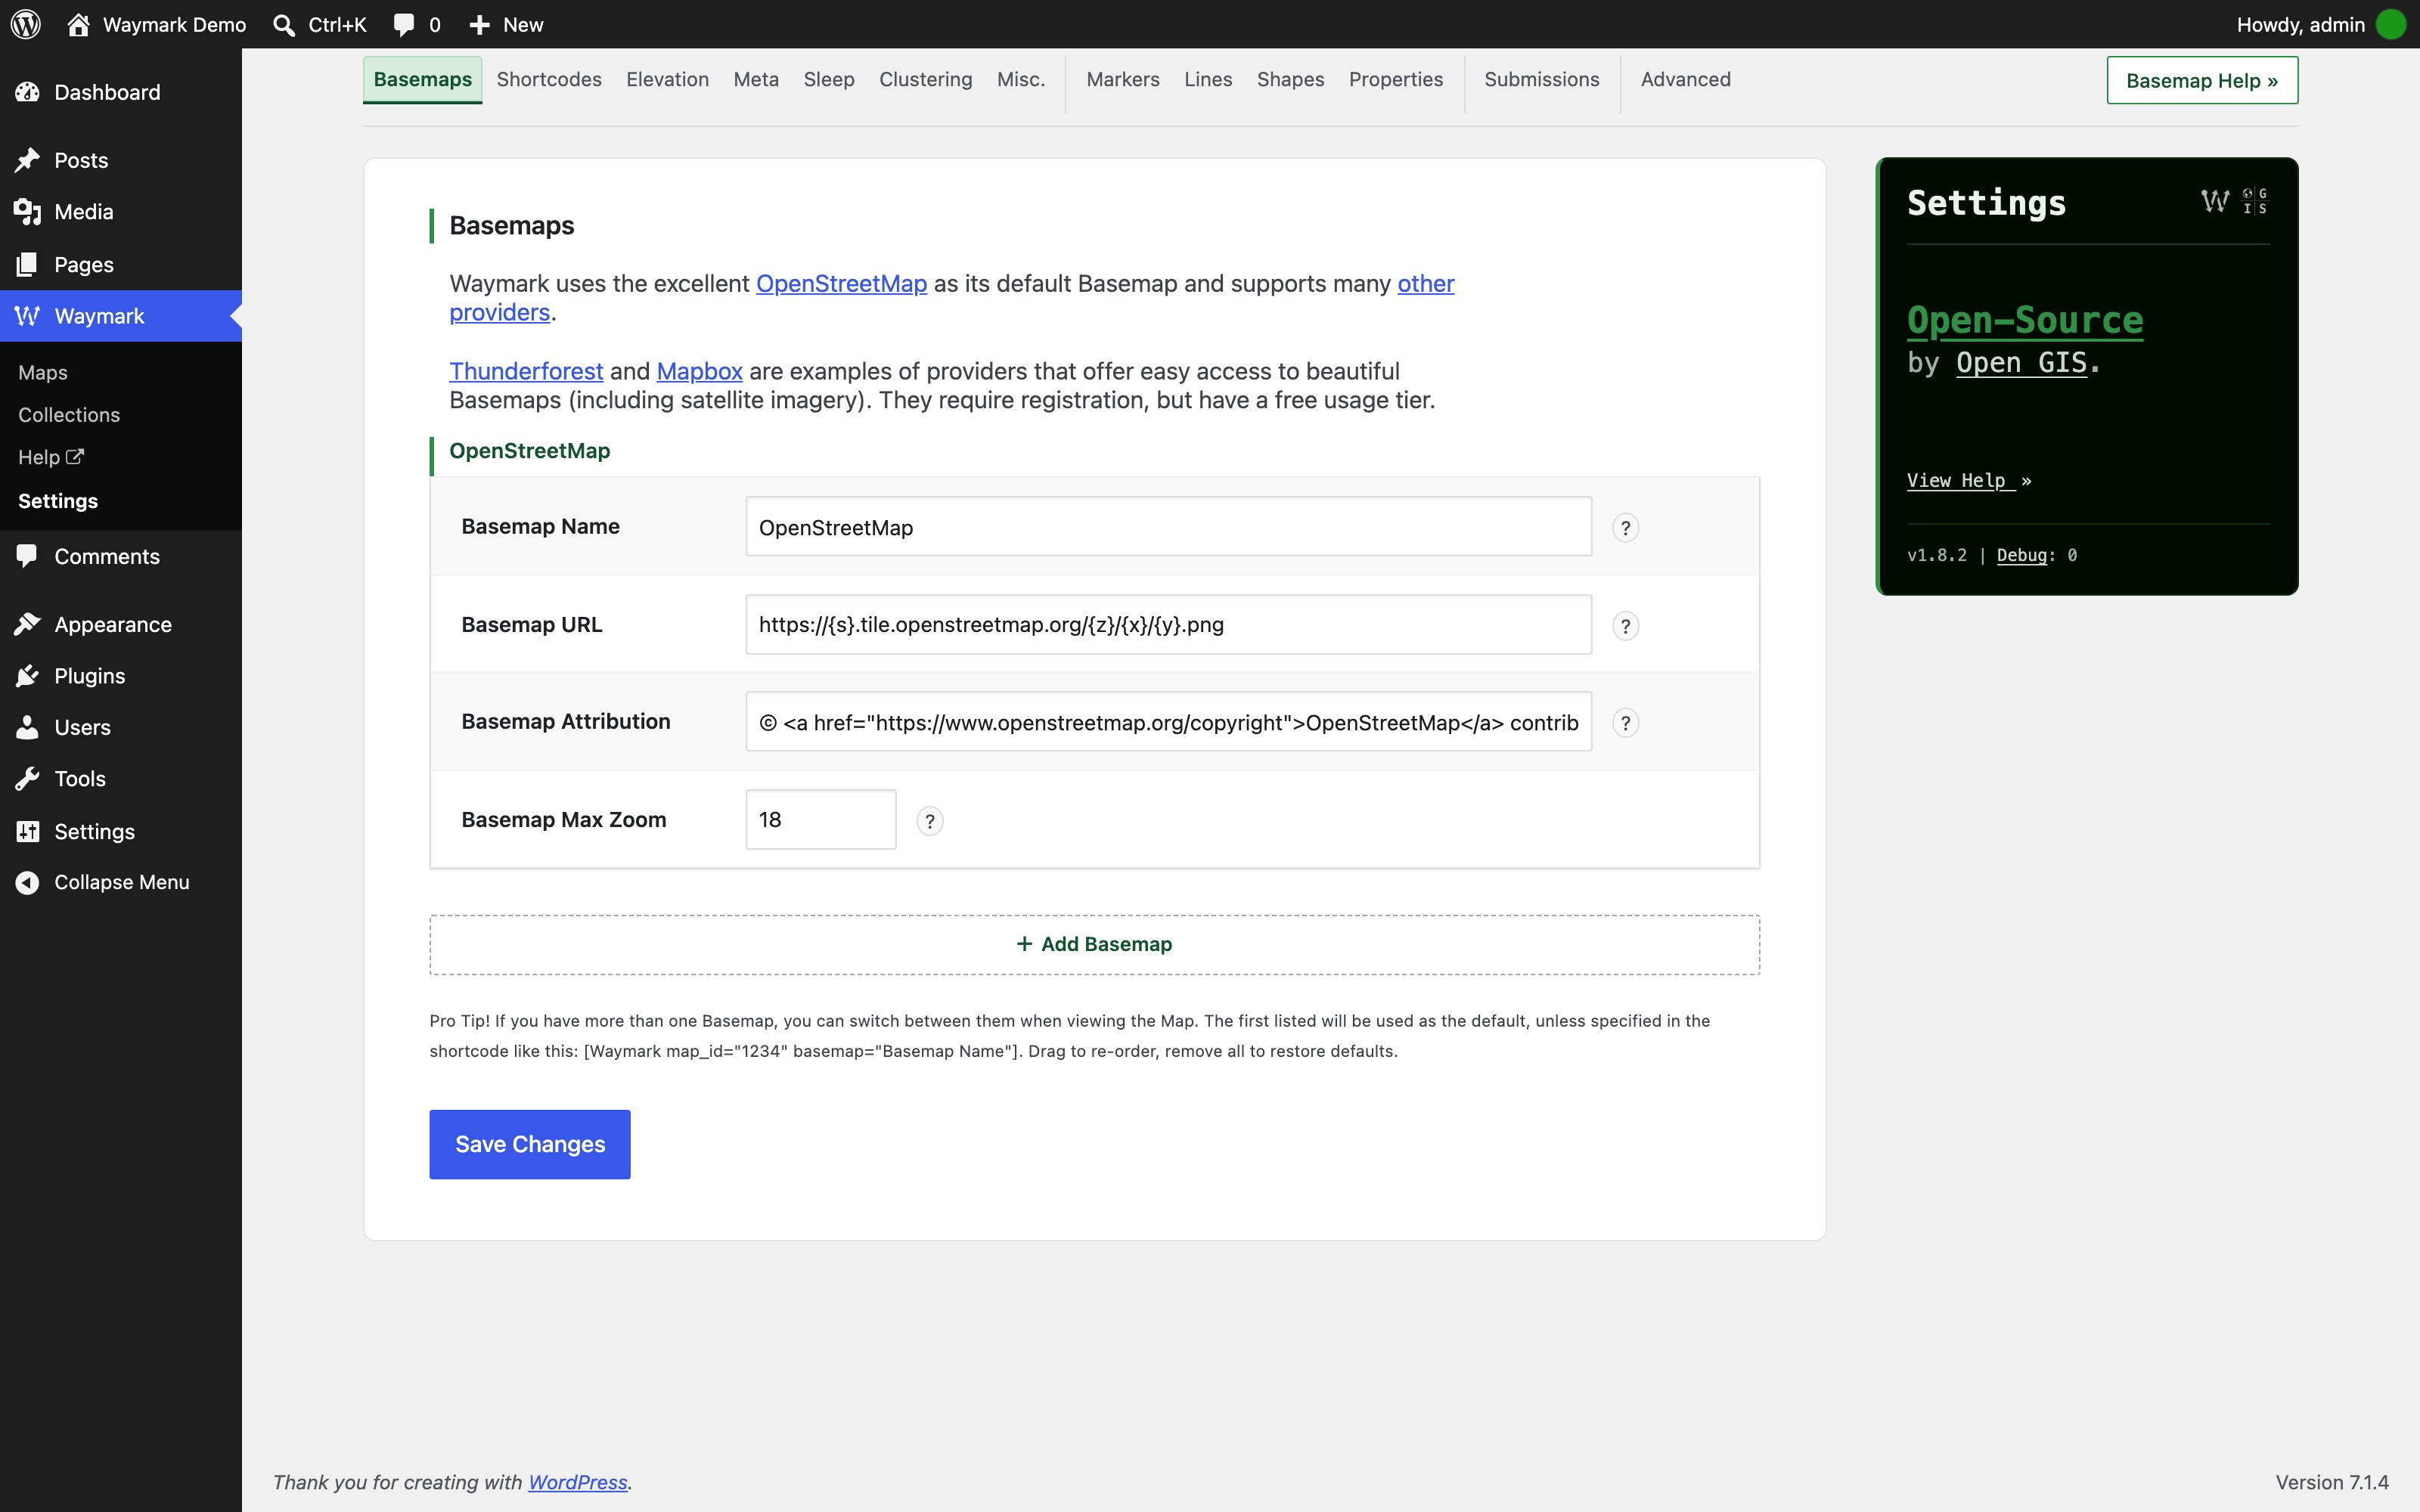 Waymark Demo
Ctrl+K
0
New
Howdy, admin
Dashboard
Posts
Media
Pages
Waymark
Maps
Collections
Help
Settings
Comments
Appearance
Plugins
Users
Tools
Settings
Collapse Menu
Basemaps
Shortcodes
Elevation
Meta
Sleep
Clustering
Misc.
Markers
Lines
Shapes
Properties
Submissions
Advanced
Basemap Help »
Basemaps
Waymark uses the excellent OpenStreetMap as its default Basemap and supports many other
providers.
Thunderforest and Mapbox are examples of providers that offer easy access to beautiful
Basemaps (including satellite imagery). They require registration, but have a free usage tier.
OpenStreetMap
Basemap Name
OpenStreetMap
?
Basemap URL
https://{s}.tile.openstreetmap.org/{z}/{x}/{y}.png
?
Basemap Attribution
© <a href="https://www.openstreetmap.org/copyright">OpenStreetMap</a> contrib
?
Basemap Max Zoom
18
?
+ Add Basemap
Pro Tip! If you have more than one Basemap, you can switch between them when viewing the Map. The first listed will be used as the default, unless specified in the
shortcode like this: [Waymark map_id="1234" basemap="Basemap Name"]. Drag to re-order, remove all to restore defaults.
Save Changes
Settings
W
G
I S
Open-Source
by Open GIS.
View Help »
v1.8.2 | Debug: 0
Thank you for creating with WordPress.
Version 7.1.4